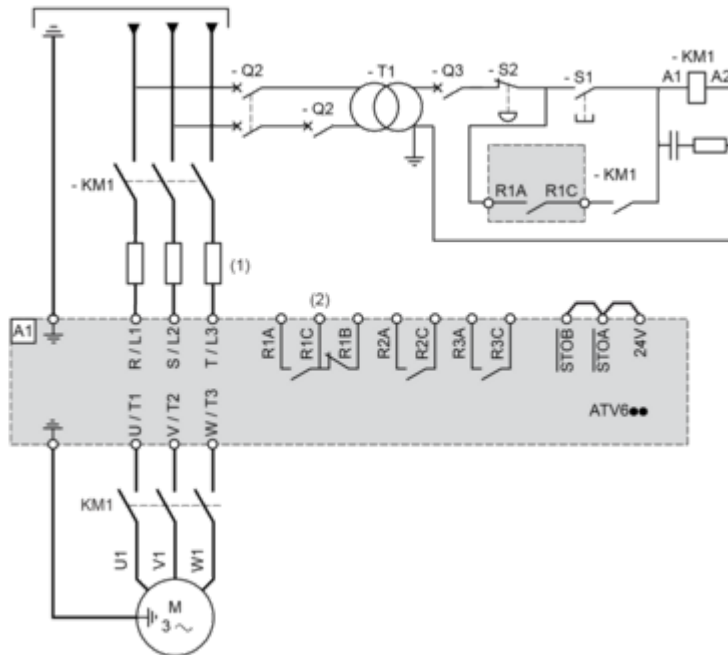 - Q2
- T1
- Q3
- S2
- S1
- KM1
A1
A2
- Q2
- KM1
- KM1
R1A R1C
(1)
(2)
A1
R / L1
S / L2
T / L3
R1A
R1C
R1B
R2A
R2C
R3A
R3C
STOB
STOA
24V
U / T1
V / T2
W / T3
ATV6●●
KM1
U1
V1
W1
M
3 ~